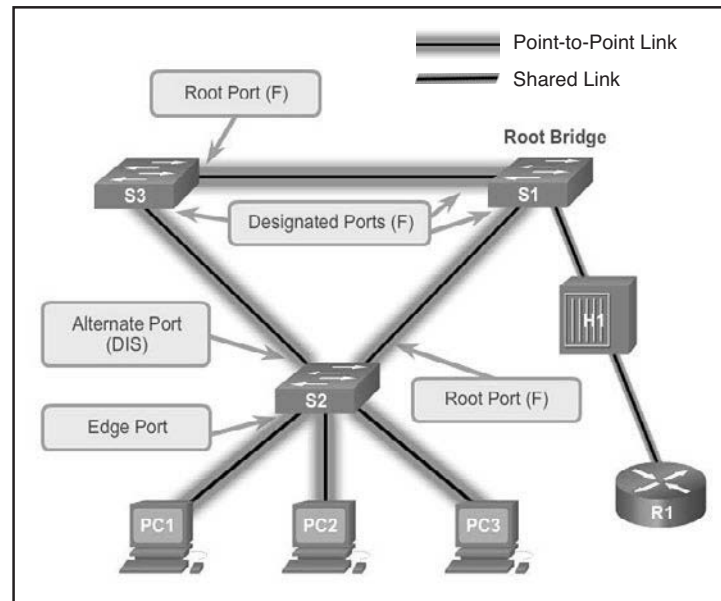 Point-to-Point Link
Shared Link
Root Port (F)
Root Bridge
S3
S1
Designated Ports (F)
H1
Alternate Port
(DIS)
S2
Root Port (F)
Edge Port
R1
PC1
PC2
PC3